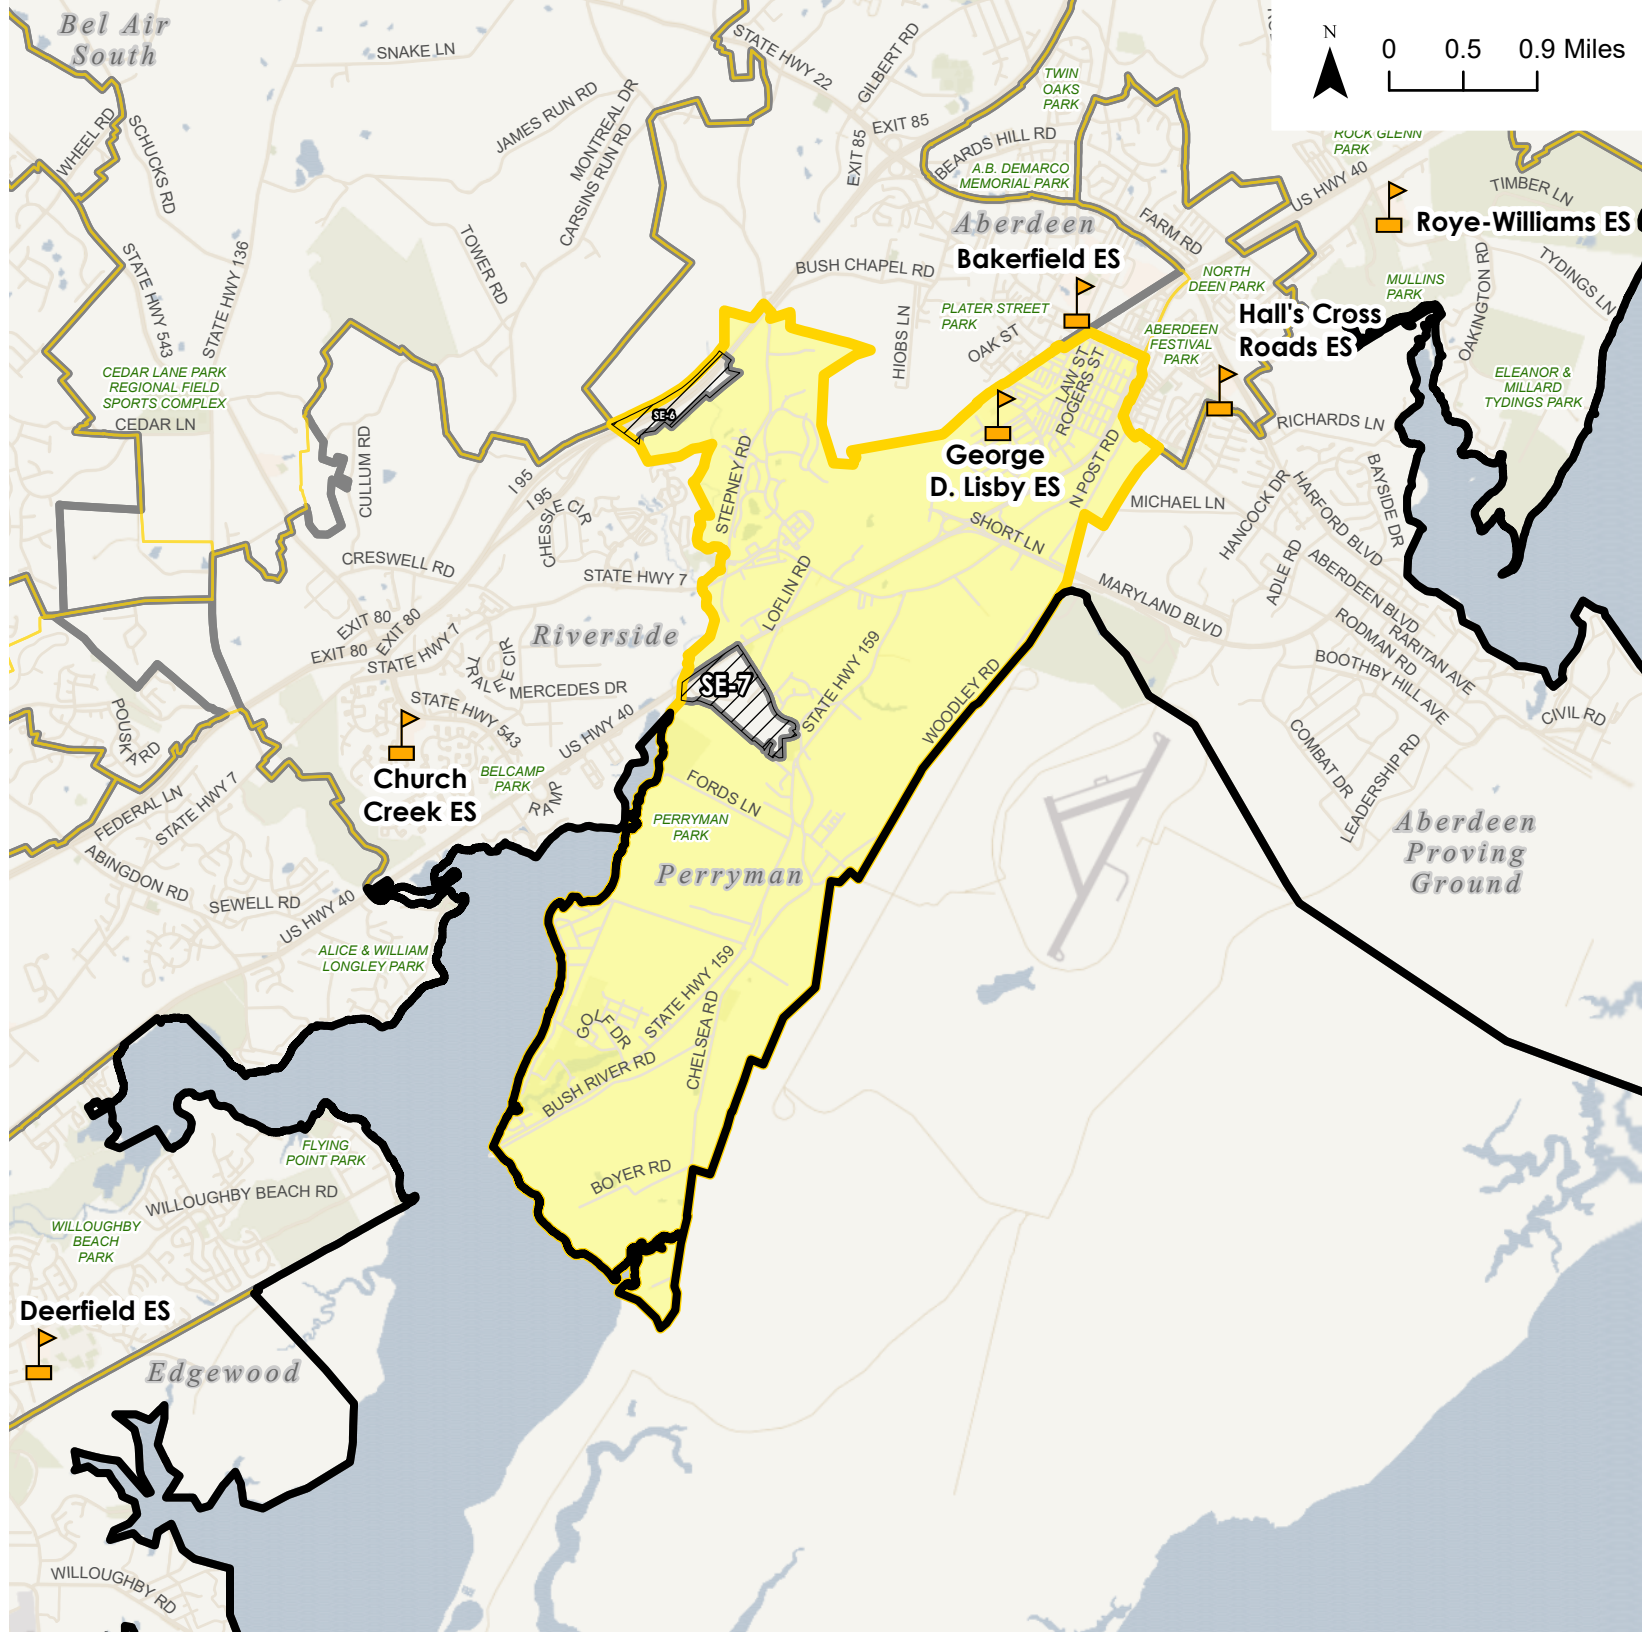 Bel Air
South
SNAKE LN
STATE HWY 22
GILBERT RD
TWIN
OAKS
PARK
N
0 0.5 0.9 Miles
WHEEL RD
SCHUCKS RD
JAMES RUN RD
MONTREAL DR
CARSINS RUN RD
EXIT 85
EXIT 85
BEARDS HILL RD
A.B. DEMARCO
MEMORIAL PARK
ROCK GLENN
PARK
US HWY 40
TIMBER LN
Roye-Williams ES
Aberdeen
Bakerfield ES
FARM RD
STATE HWY 543
STATE HWY 136
TOWER RD
BUSH CHAPEL RD
HIOBS LN
PLATER STREET
PARK
OAK ST
NORTH
DEEN PARK
MULLINS
PARK
OAKINGTON RD
TYDINGS LN
Hall's Cross
Roads ES
ABERDEEN
FESTIVAL
PARK
LAW ST
ROGERS ST
ELEANOR &
MILLARD
TYDINGS PARK
CEDAR LANE PARK
REGIONAL FIELD
SPORTS COMPLEX
CEDAR LN
CULLUM RD
SE-6
STEPNEY RD
George
D. Lisby ES
N POST RD
RICHARDS LN
BAYSIDE DR
I 95
I 95
CHESSIE CIR
MICHAEL LN
HANCOCK DR
HARFORD BLVD
SHORT LN
CRESWELL RD
STATE HWY 7
LOFLIN RD
ADLE RD
ABERDEEN BLVD
MARYLAND BLVD
RARITAN AVE
RODMAN RD
EXIT 80
EXIT 80
EXIT 80
STATE HWY 7
Riverside
TRALEE CIR
MERCEDES DR
STATE HWY 543
US HWY 40
SE-7
STATE HWY 159
WOODLEY RD
BOOTHBY HILL AVE
CIVIL RD
COMBAT DR
LEADERSHIP RD
POUSKA RD
Church
Creek ES
BELCAMP
PARK
RAMP
FEDERAL LN
STATE HWY 7
FORDS LN
PERRYMAN
PARK
Perryman
Aberdeen
Proving
Ground
ABINGDON RD
SEWELL RD
US HWY 40
ALICE & WILLIAM
LONGLEY PARK
GOLF DR
STATE HWY 159
CHELSEA RD
BUSH RIVER RD
BOYER RD
FLYING
POINT PARK
WILLOUGHBY BEACH RD
WILLOUGHBY
BEACH
PARK
Deerfield ES
Edgewood
WILLOUGHBY RD